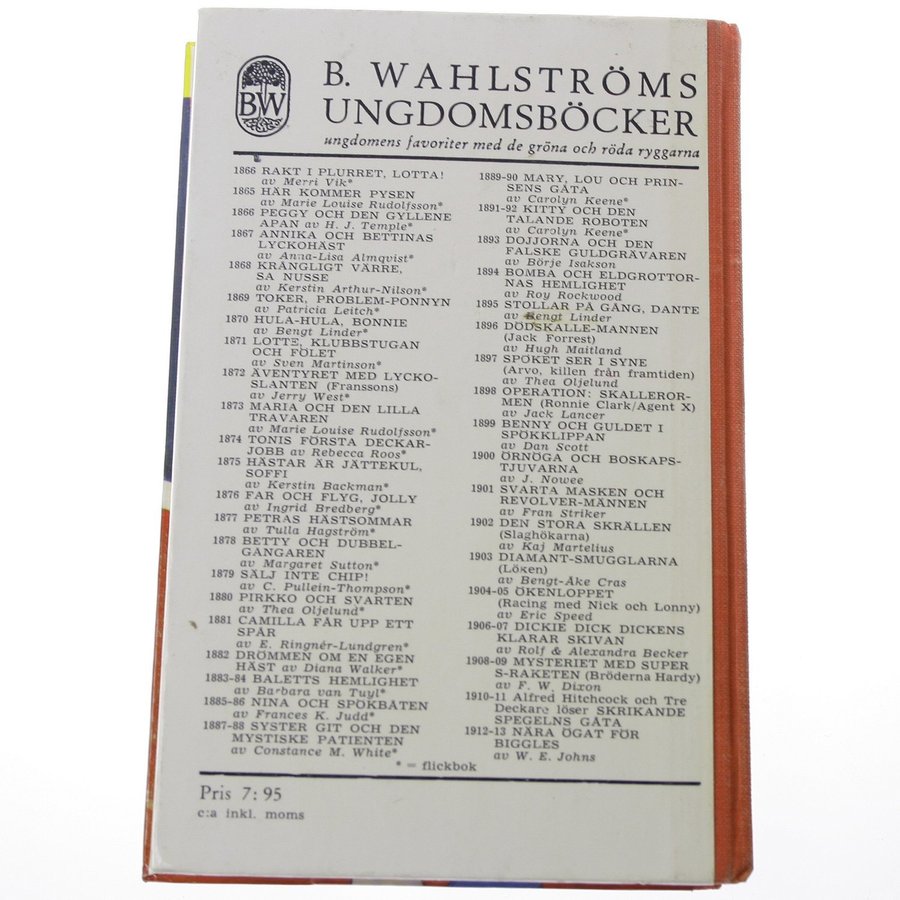 BW
B. WAHLSTRÖMS
UNGDOMSBÖCKER
ungdomens favoriter med de gröna och röda ryggarna
1866 RAKT I PLURRET, LOTTA!
av Merri Vik*
1865 HÄR KOMMER PYSEN
av Marie Louise Rudolfsson*
1866 PEGGY OCH DEN GYLLENE
APAN av H. J. Temple*
1867 ANNIKA OCH BETTINAS
LYCKOHÄST
av Anna-Lisa Almqvist*
1868 KRÅNGLIGT VÄRRE,
SA NUSSE
av Kerstin Arthur-Nilson*
1869 TOKER, PROBLEM-PONNYN
av Patricia Leitch*
1870 HULA-HULA, BONNIE
av Bengt Linder*
1871 LOTTE, KLUBBSTUGAN
OCH FÖLET
av Sven Martinson*
1872 ÄVENTYRET MED LYCKO-
SLANTEN (Franssons)
av Jerry West*
1873 MARIA OCH DEN LILLA
TRAVAREN
av Marie Louise Rudolfsson*
1874 TONIS FÖRSTA DECKAR-
JOBB av Rebecca Roos*
1875 HÄSTAR ÄR JÄTTEKUL,
SOFFI
av Kerstin Backman*
1876 FAR OCH FLYG, JOLLY
av Ingrid Bredberg*
1877 PETRAS HÄSTSOMMAR
av Tulla Hagström*
1878 BETTY OCH DUBBEL-
GÅNGAREN
av Margaret Sutton*
1879 SÄLJ INTE CHIP!
av C. Pullein-Thompson*
1880 PIRKKO OCH SVARTEN
av Thea Oljelund*
1881 CAMILLA FÅR UPP ETT
SPÅR
av E. Ringnér-Lundgren*
1882 DRÖMMEN OM EN EGEN
HÄST av Diana Walker*
1883-84 BALETTS HEMLIGHET
av Barbara van Tuyl*
1885-86 NINA OCH SPÖKBÅTEN
av Frances K. Judd*
1887-88 SYSTER GIT OCH DEN
MYSTISKE PATIENTEN
av Constance M. White*
1889-90 MARY, LOU OCH PRIN-
SENS GÅTA
av Carolyn Keene*
1891-92 KITTY OCH DEN
TALANDE ROBOTEN
av Carolyn Keene*
1893 DOJJORNA OCH DEN
FALSKE GULDGRÄVAREN
av Börje Isakson
1894 BOMBA OCH ELDGROTTOR-
NAS HEMLIGHET
av Roy Rockwood
1895 STOLLAR PÅ GÅNG, DANTE
av Bengt Linder
1896 DÖDSKALLE-MANNEN
(Jack Forrest)
av Hugh Maitland
1897 SPÖKET SER I SYNE
(Arvo, killen från framtiden)
av Thea Oljelund
1898 OPERATION: SKALLEROR-
MEN (Ronnie Clark/Agent X)
av Jack Lancer
1899 BENNY OCH GULDET I
SPÖKKLIPPAN
av Dan Scott
1900 ÖRNÖGA OCH BOSKAPS-
TJUVARNA
av J. Nowee
1901 SVARTA MASKEN OCH
REVOLVER-MÄNNEN
av Fran Striker
1902 DEN STORA SKRÄLLEN
(Slaghökarna)
av Kaj Martelius
1903 DIAMANT-SMUGGLARNA
(Löken)
av Bengt-Åke Cras
1904-05 ÖKENLOPPET
(Racing med Nick och Lonny)
av Eric Speed
1906-07 DICKIE DICK DICKENS
KLARAR SKIVAN
av Rolf & Alexandra Becker
1908-09 MYSTERIET MED SUPER
S-RAKETEN (Bröderna Hardy)
av F. W. Dixon
1910-11 Alfred Hitchcock och Tre
Deckare löser SKRIKANDE
SPEGELNS GÅTA
1912-13 NÄRA ÖGAT FÖR
BIGGLES
av W. E. Johns
* = flickbok
Pris 7: 95
c:a inkl. moms